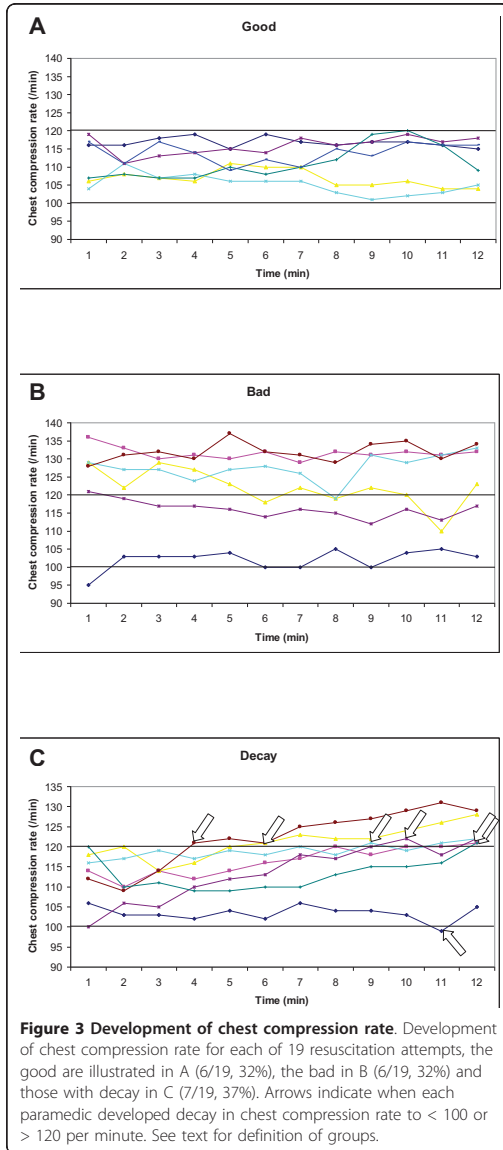 A
Good
Chest compression rate (/min)
140
135
130
125
120
115
110
105
100
95
90
1 2 3 4 5 6 7 8 9 10 11 12
Time (min)
B
Bad
Chest compression rate (/min)
140
135
130
125
120
115
110
105
100
95
90
1 2 3 4 5 6 7 8 9 10 11 12
Time (min)
C
Decay
Chest compression rate (/min)
135
130
125
120
115
110
105
100
95
90
1 2 3 4 5 6 7 8 9 10 11 12
Time (min)
Figure 3 Development of chest compression rate. Development
of chest compression rate for each of 19 resuscitation attempts, the
good are illustrated in A (6/19, 32%), the bad in B (6/19, 32%) and
those with decay in C (7/19, 37%). Arrows indicate when each
paramedic developed decay in chest compression rate to < 100 or
> 120 per minute. See text for definition of groups.